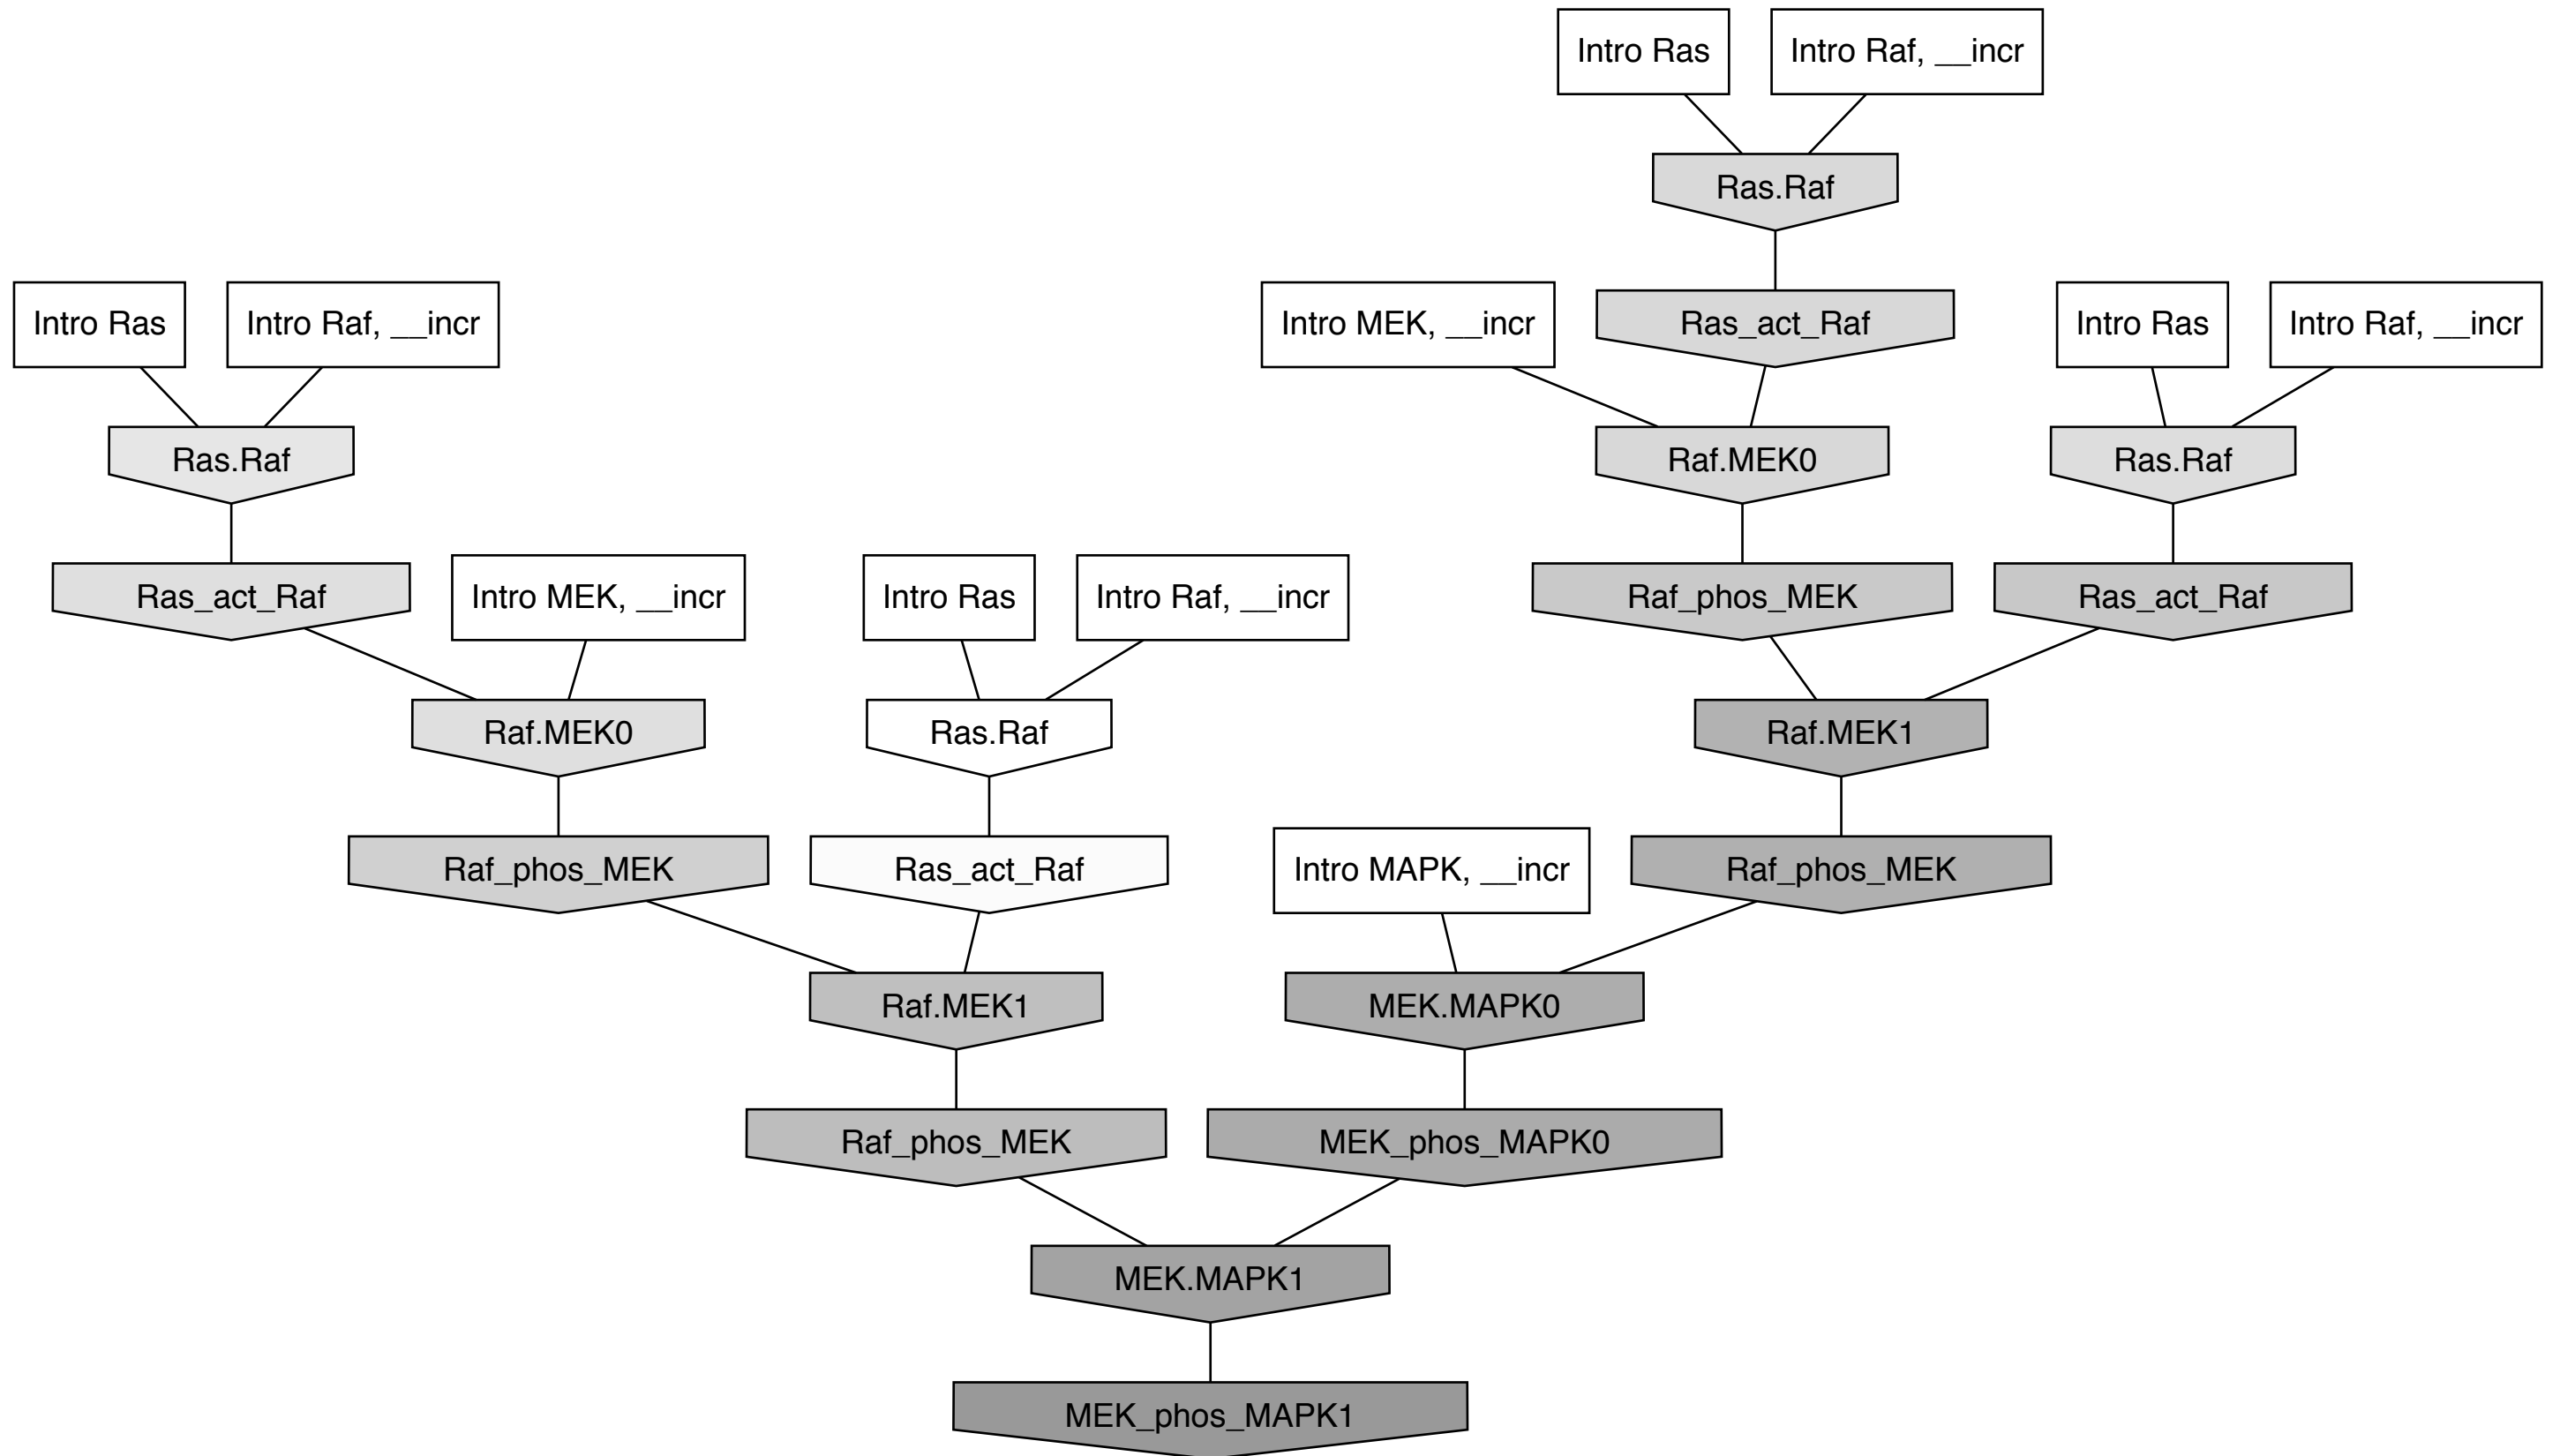 Intro Ras
Intro Raf, __incr
Ras.Raf
Intro Ras
Intro Raf, __incr
Intro MEK, __incr
Ras_act_Raf
Intro Ras
Intro Raf, __incr
Ras.Raf
Raf.MEK0
Ras.Raf
Ras_act_Raf
Intro MEK, __incr
Intro Ras
Intro Raf, __incr
Raf_phos_MEK
Ras_act_Raf
Raf.MEK0
Ras.Raf
Raf.MEK1
Raf_phos_MEK
Ras_act_Raf
Intro MAPK, __incr
Raf_phos_MEK
Raf.MEK1
MEK.MAPK0
Raf_phos_MEK
MEK_phos_MAPK0
MEK.MAPK1
MEK_phos_MAPK1